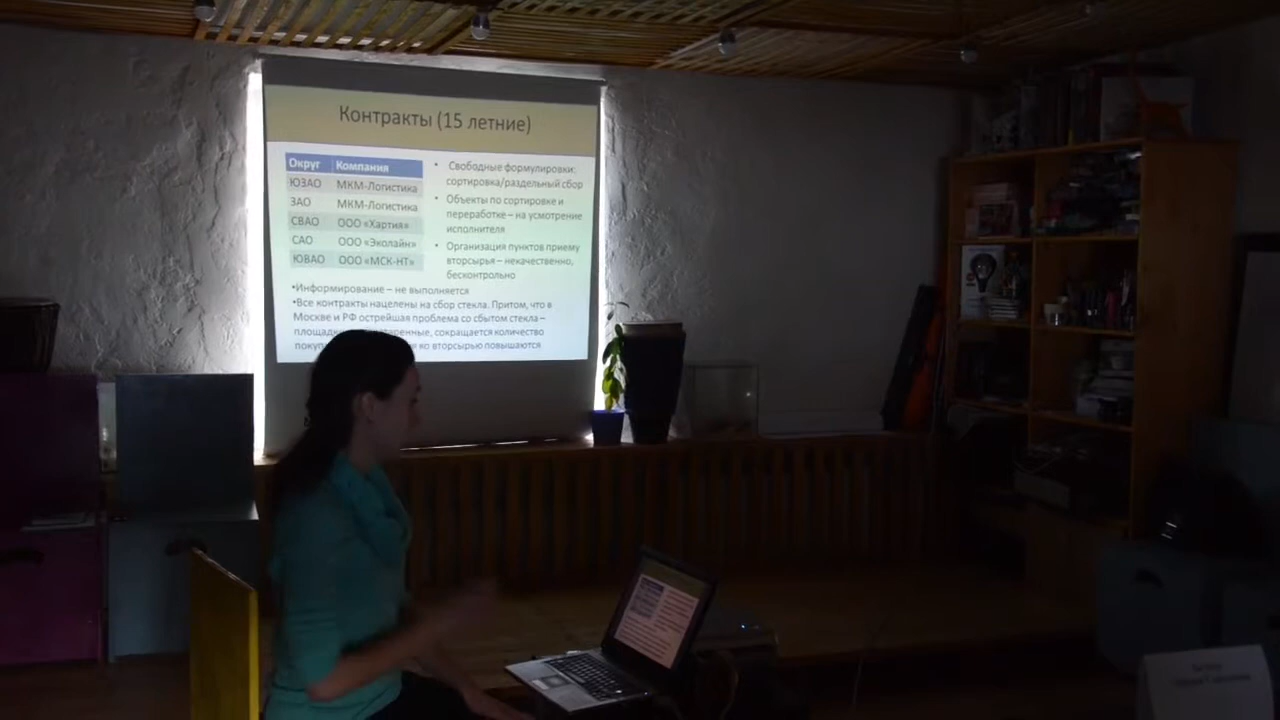 Контракты (15 летние)
Округ Компания
ЮЗАО МКМ-Логистика
ЗАО МКМ-Логистика
СВАО ООО «Хартия»
САО ООО «Эколайн»
ЮВАО ООО «МСК-НТ»
• Свободные формулировки:
сортировка/раздельный сбор
• Объекты по сортировке и
переработке – на усмотрение
исполнителя
• Организация пунктов приему
вторсырья – некачественно,
бесконтрольно
•Информирование – не выполняется
•Все контракты нацелены на сбор стекла. Притом, что в
Москве и РФ острейшая проблема со сбытом стекла –
сокращается количество
вторсырью повышаются